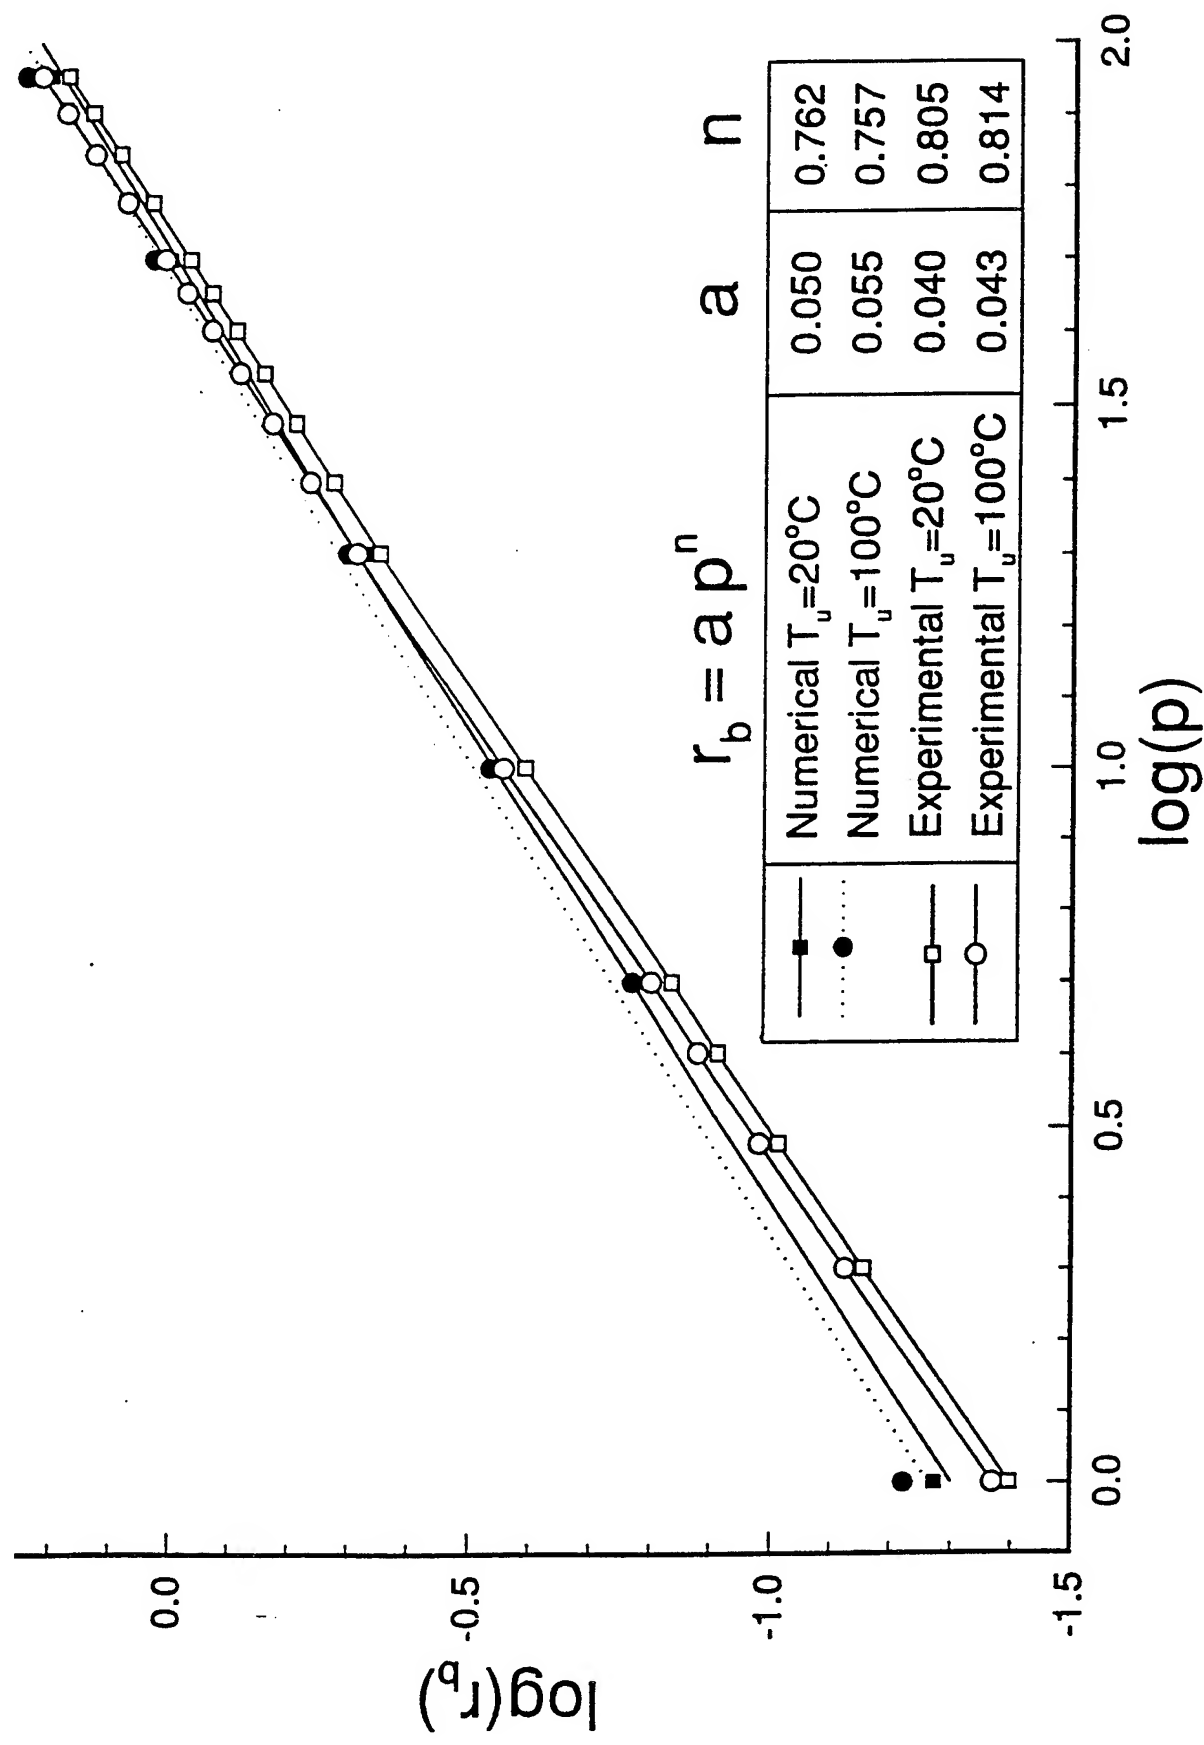 log(r_b)
0.0
-0.5
-1.0
-1.5
r_b = a p^n a n
Numerical T_u=20°C 0.050 0.762
Numerical T_u=100°C 0.055 0.757
Experimental T_u=20°C 0.040 0.805
Experimental T_u=100°C 0.043 0.814
0.0 0.5 1.0 1.5 2.0
log(p)